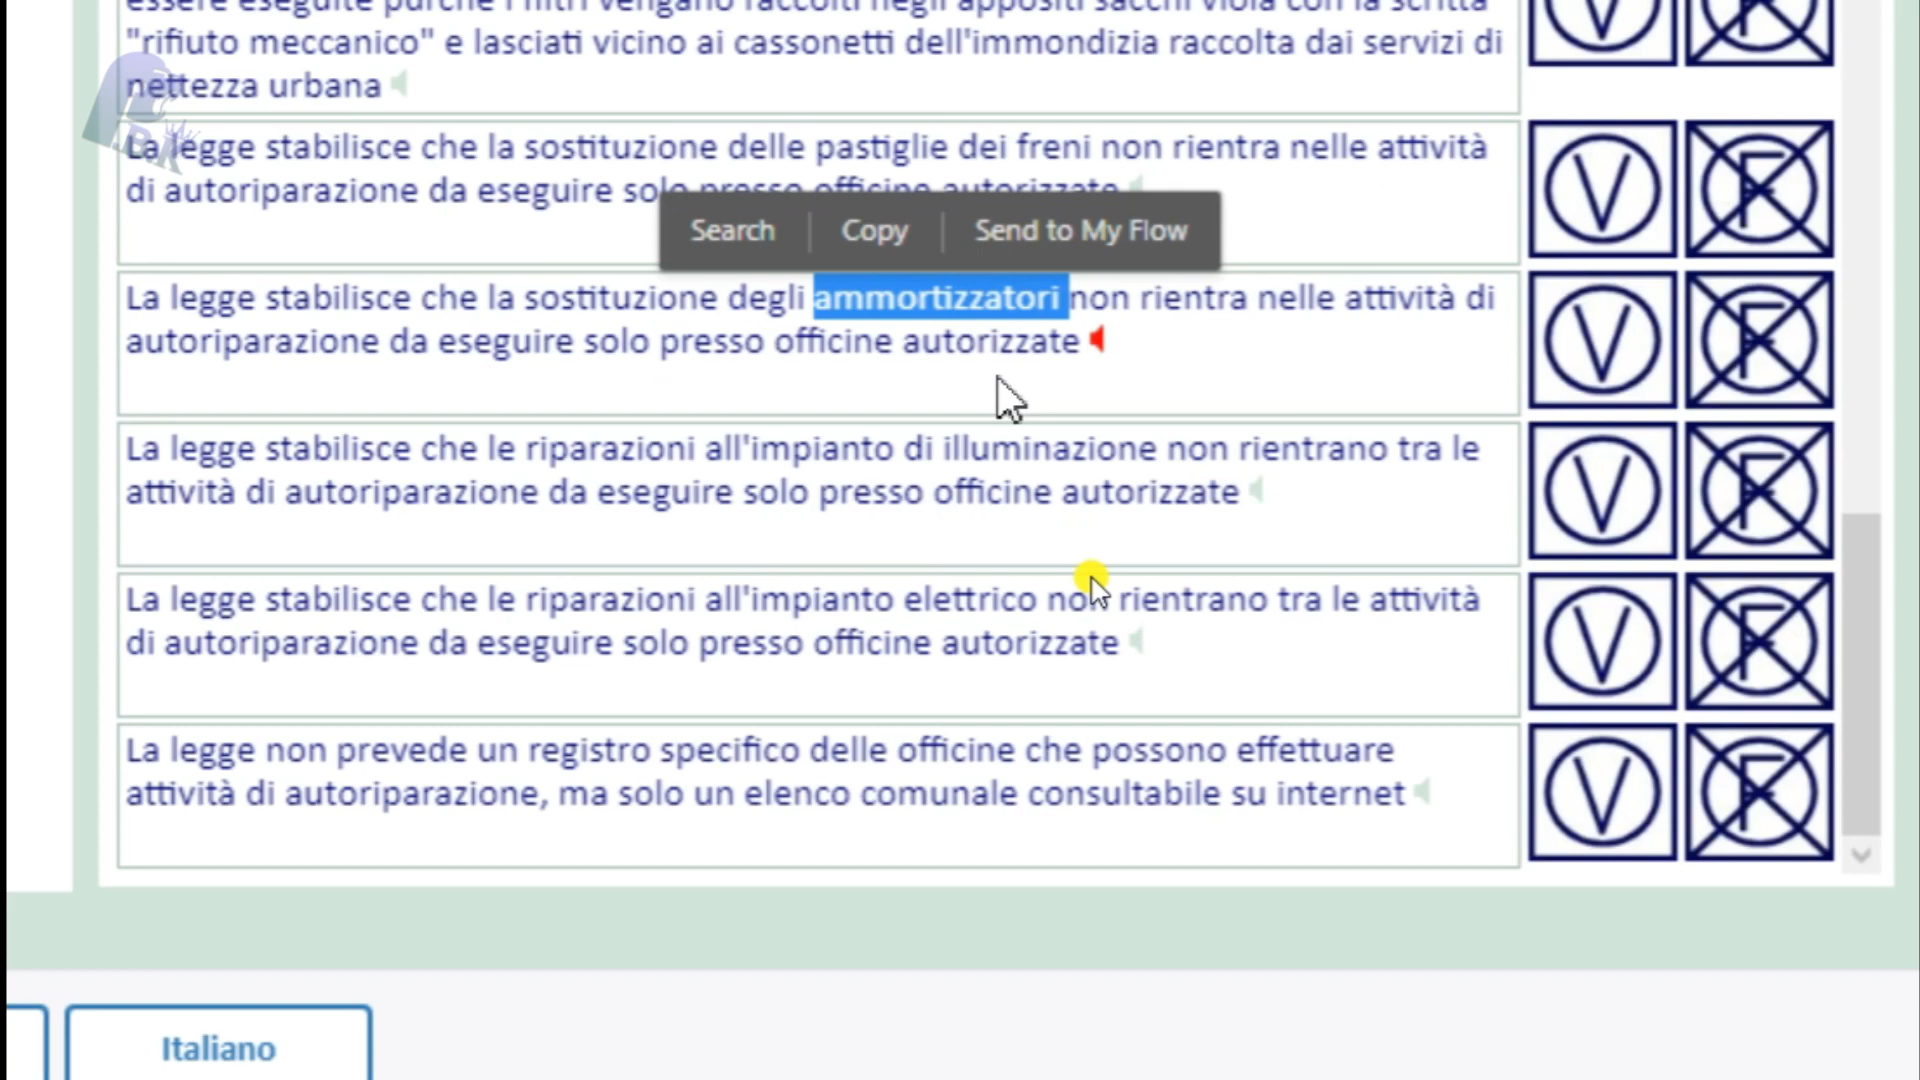 essere eseguite purché i filtri vengano raccolti negli appositi sacchi viola con la scritta
"rifiuto meccanico" e lasciati vicino ai cassonetti dell'immondizia raccolta dai servizi di
nettezza urbana
V F
La legge stabilisce che la sostituzione delle pastiglie dei freni non rientra nelle attività
di autoriparazione da eseguire solo presso officine autorizzate
V F
Search Copy Send to My Flow
La legge stabilisce che la sostituzione degli ammortizzatori non rientra nelle attività di
autoriparazione da eseguire solo presso officine autorizzate
V F
La legge stabilisce che le riparazioni all'impianto di illuminazione non rientrano tra le
attività di autoriparazione da eseguire solo presso officine autorizzate
V F
La legge stabilisce che le riparazioni all'impianto elettrico non rientrano tra le attività
di autoriparazione da eseguire solo presso officine autorizzate
V F
La legge non prevede un registro specifico delle officine che possono effettuare
attività di autoriparazione, ma solo un elenco comunale consultabile su internet
V F
Italiano